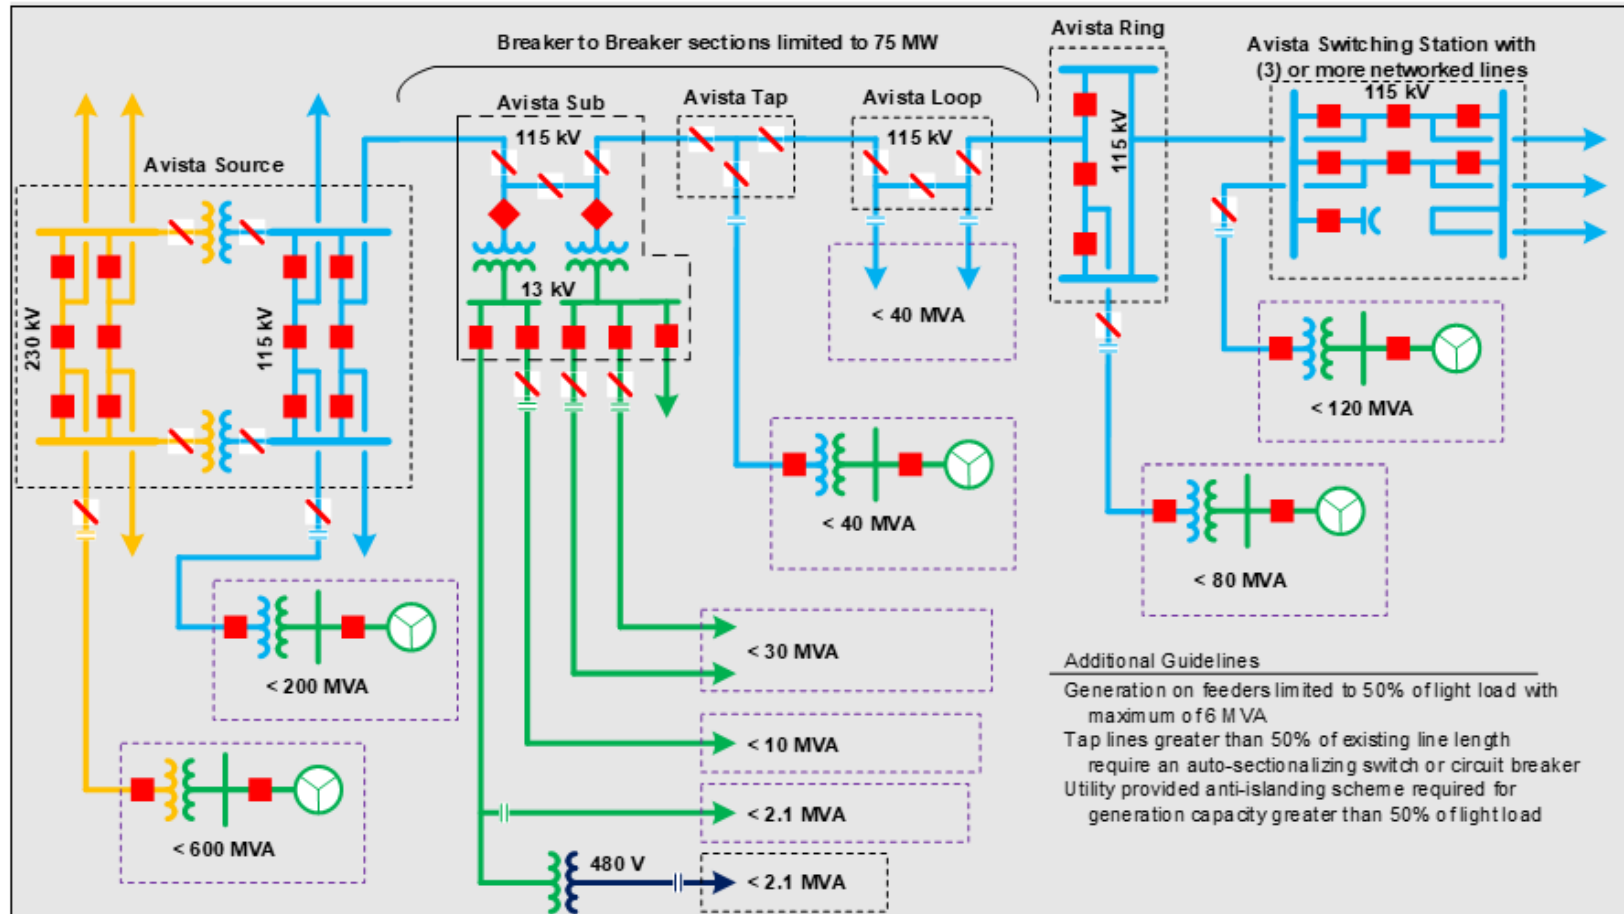 Breaker to Breaker sections limited to 75 MW
Avista Ring
Avista Switching Station with
(3) or more networked lines
Avista Source
Avista Sub
Avista Tap
Avista Loop
115 kV
115 kV
115 kV
115 kV
230 kV
115 kV
13 kV
< 40 MVA
< 120 MVA
< 40 MVA
< 80 MVA
< 200 MVA
< 600 MVA
< 30 MVA
< 10 MVA
< 2.1 MVA
480 V
< 2.1 MVA
Additional Guidelines
Generation on feeders limited to 50% of light load with
maximum of 6 MVA
Tap lines greater than 50% of existing line length
require an auto-sectionalizing switch or circuit breaker
Utility provided anti-islanding scheme required for
generation capacity greater than 50% of light load